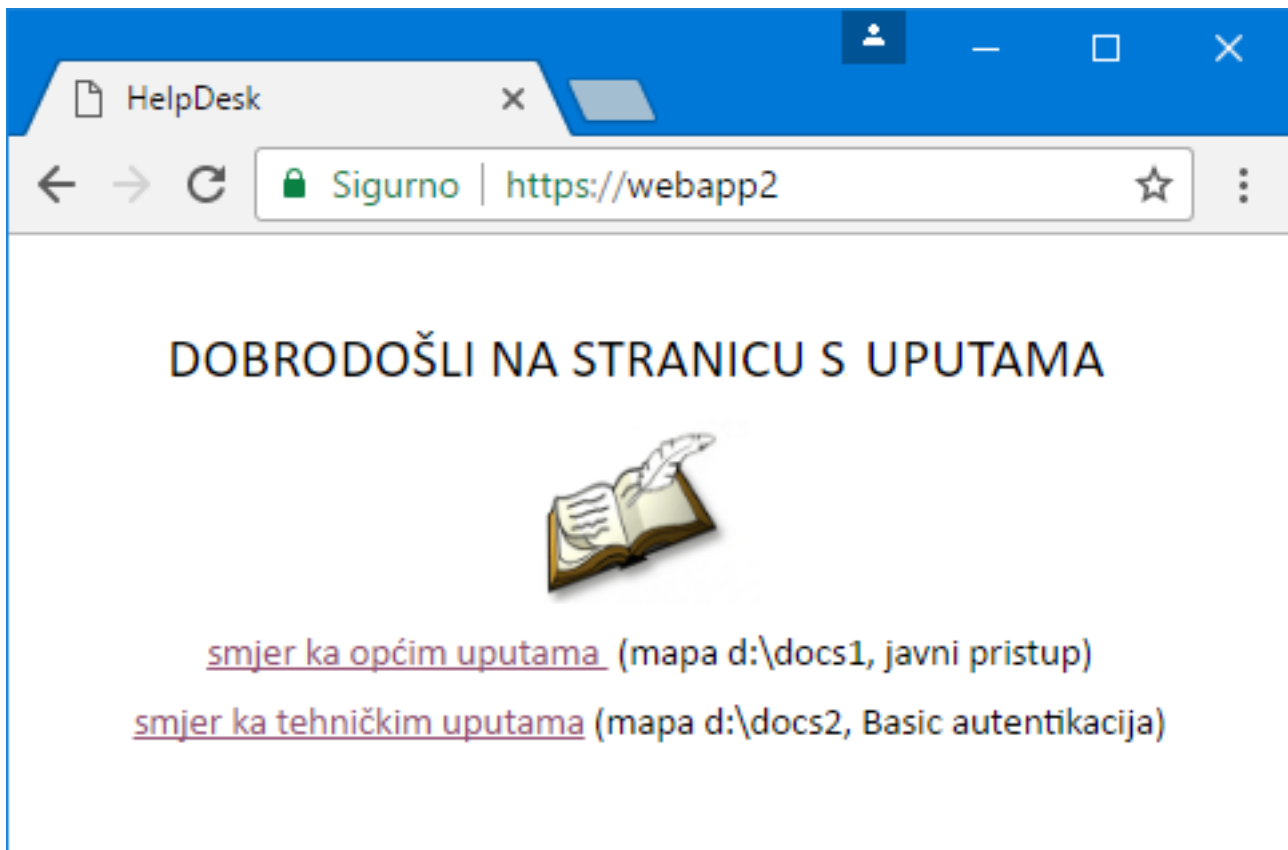 HelpDesk
Sigurno https://webapp2
DOBRODOŠLI NA STRANICU S UPUTAMA
smjer ka općim uputama (mapa d:\docs1, javni pristup)
smjer ka tehničkim uputama (mapa d:\docs2, Basic autentikacija)